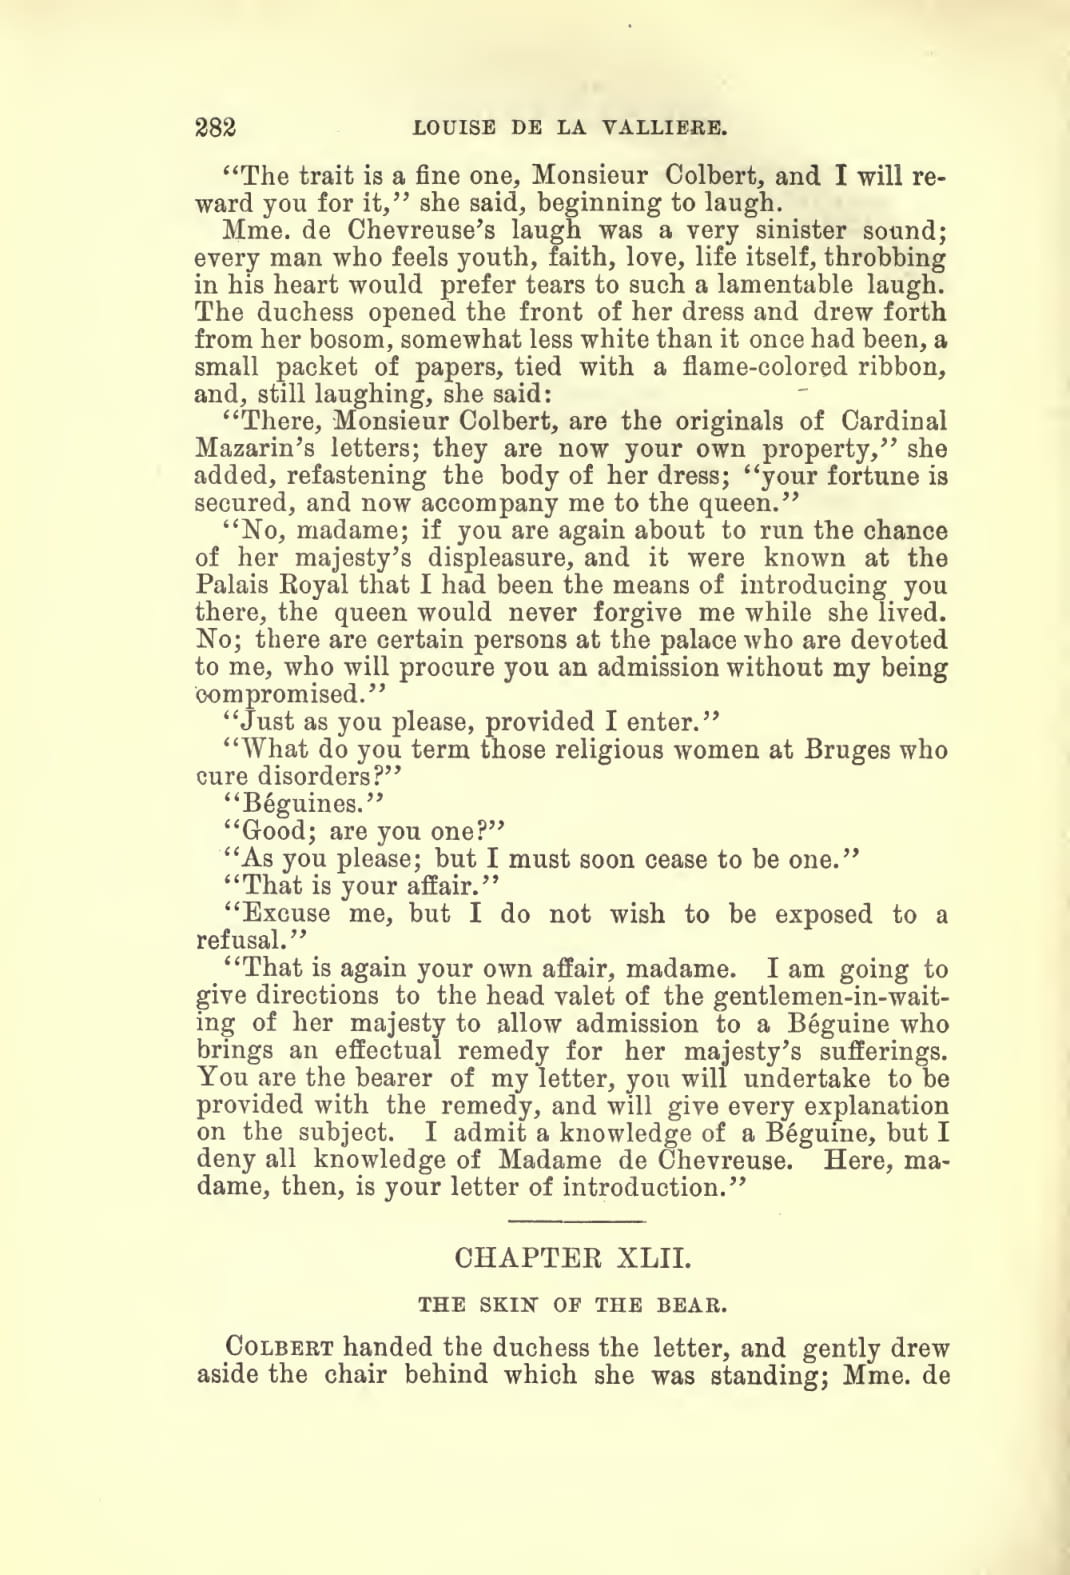 282 LOUISE DE LA VALLIERE.
“The trait is a fine one, Monsieur Colbert, and I will re-
ward you for it,” she said, beginning to laugh.
Mme. de Chevreuse’s laugh was a very sinister sound;
every man who feels youth, faith, love, life itself, throbbing
in his heart would prefer tears to such a lamentable laugh.
The duchess opened the front of her dress and drew forth
from her bosom, somewhat less white than it once had been, a
small packet of papers, tied with a flame-colored ribbon,
and, still laughing, she said:
“There, Monsieur Colbert, are the originals of Cardinal
Mazarin’s letters; they are now your own property,” she
added, refastening the body of her dress; “your fortune is
secured, and now accompany me to the queen.”
“No, madame; if you are again about to run the chance
of her majesty’s displeasure, and it were known at the
Palais Royal that I had been the means of introducing you
there, the queen would never forgive me while she lived.
No; there are certain persons at the palace who are devoted
to me, who will procure you an admission without my being
compromised.”
“Just as you please, provided I enter.”
“What do you term those religious women at Bruges who
cure disorders?”
“Béguines.”
“Good; are you one?”
“As you please; but I must soon cease to be one.”
“That is your affair.”
“Excuse me, but I do not wish to be exposed to a
refusal.”
“That is again your own affair, madame. I am going to
give directions to the head valet of the gentlemen-in-wait-
ing of her majesty to allow admission to a Béguine who
brings an effectual remedy for her majesty’s sufferings.
You are the bearer of my letter, you will undertake to be
provided with the remedy, and will give every explanation
on the subject. I admit a knowledge of a Béguine, but I
deny all knowledge of Madame de Chevreuse. Here, ma-
dame, then, is your letter of introduction.”
CHAPTER XLII.
THE SKIN OF THE BEAR.
COLBERT handed the duchess the letter, and gently drew
aside the chair behind which she was standing; Mme. de